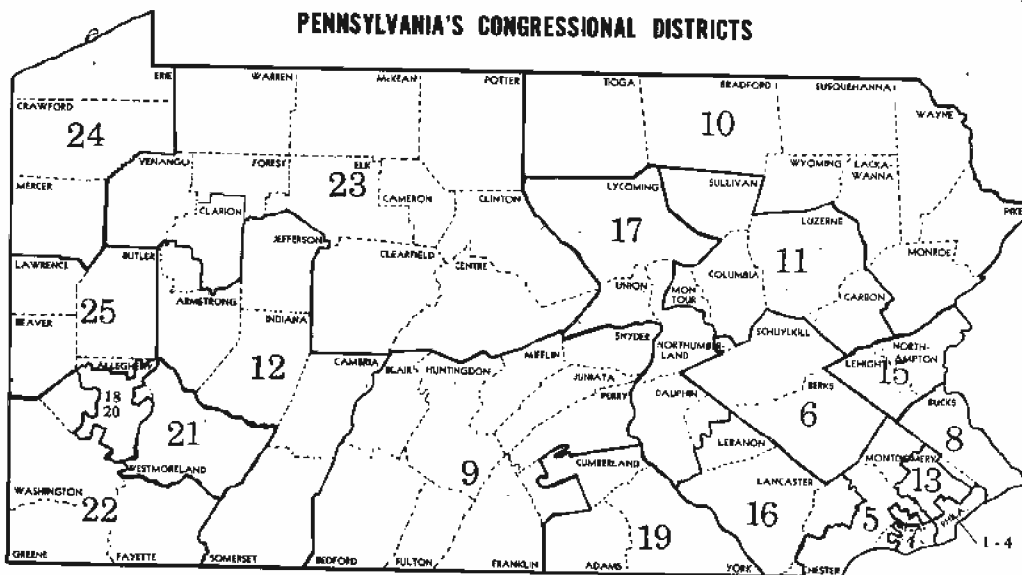 PENNSYLVANIA'S CONGRESSIONAL DISTRICTS
ERIE
WARREN
McKEAN
POTTER
TIOGA
BRADFORD
SUSQUEHANNA
WAYNE
CRAWFORD
24
10
VENANGO
FOREST
ELK
23
WYOMING
LACKA-
WANNA
MERCER
CLARION
CAMERON
CLINTON
LYCOMING
SULLIVAN
PIKE
JEFFERSON
17
LUZERNE
LAWRENCE
BUTLER
CLEARFIELD
CENTRE
COLUMBIA
11
MONROE
ARMSTRONG
UNION
MON
TOUR
CARBON
25
BEAVER
INDIANA
SNYDER
NORTHUMBER-
LAND
SCHUYLKILL
NORTH-
AMPTON
ALLEGHENY
12
CAMBRIA
BLAIR
HUNTINGDON
MIFFLIN
LEHIGH
15
18
20
JUNIATA
PERRY
DAUPHIN
BERKS
BUCKS
21
6
8
LEBANON
WESTMORELAND
9
CUMBERLAND
MONTGOMERY
13
WASHINGTON
22
LANCASTER
16
5
19
1-4
GREENE
FAYETTE
SOMERSET
BEDFORD
FULTON
FRANKLIN
ADAMS
YORK
CHESTER